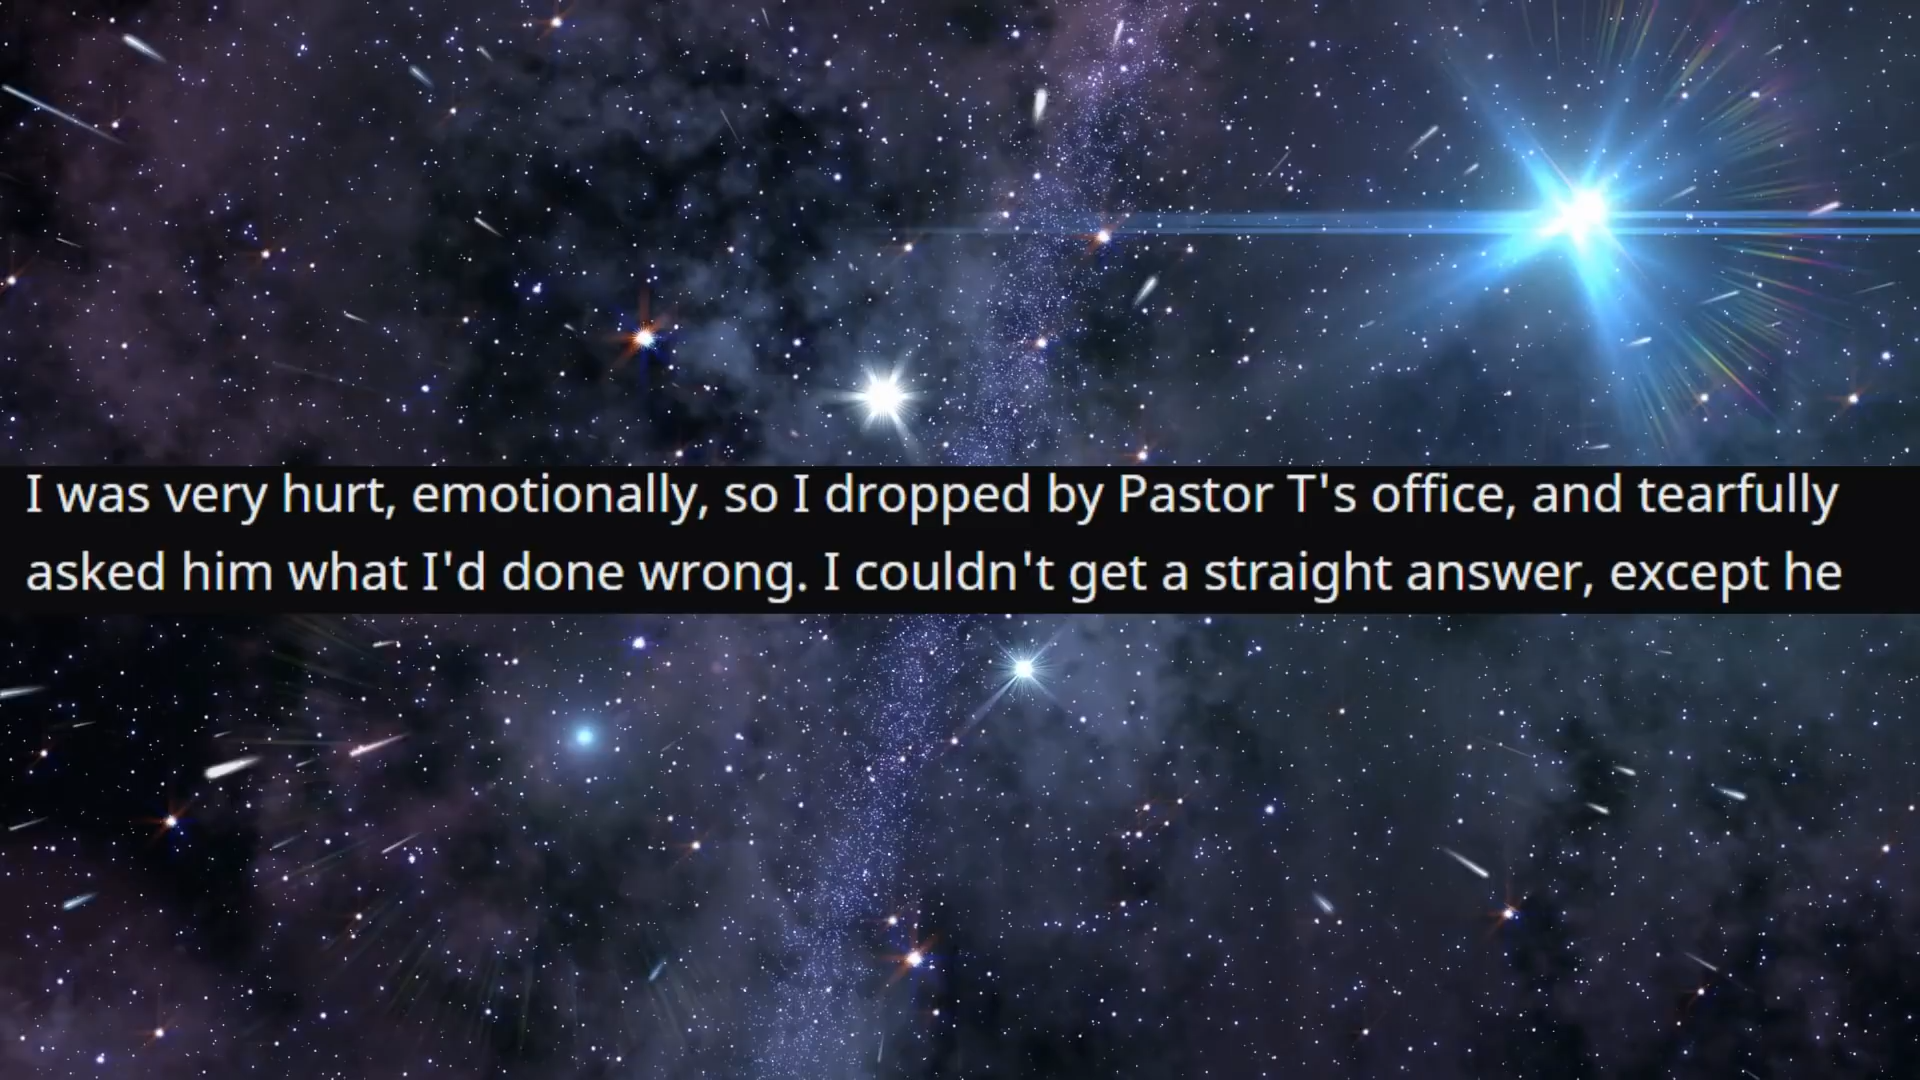 I was very hurt, emotionally, so I dropped by Pastor T's office, and tearfully
asked him what I'd done wrong. I couldn't get a straight answer, except he